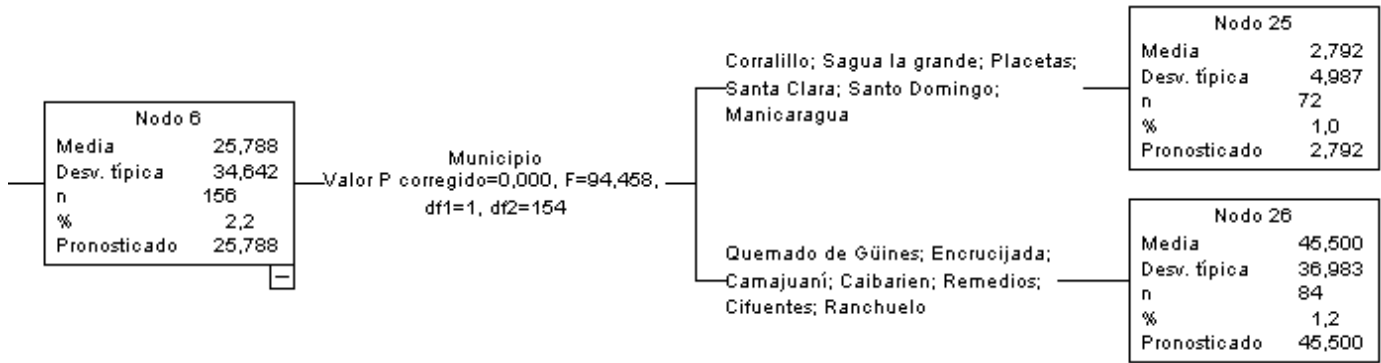 Nodo 6
Media 25,788
Desv. típica 34,642
n 156
% 2,2
Pronosticado 25,788
Municipio
Valor P corregido=0,000, F=94,458,
df1=1, df2=154
Corralillo; Sagua la grande; Placetas;
Santa Clara; Santo Domingo;
Manicaragua
Nodo 25
Media 2,792
Desv. típica 4,987
n 72
% 1,0
Pronosticado 2,792
Quemado de Güines; Encrucijada;
Camajuaní; Caibarien; Remedios;
Cifuentes; Ranchuelo
Nodo 26
Media 45,500
Desv. típica 36,983
n 84
% 1,2
Pronosticado 45,500